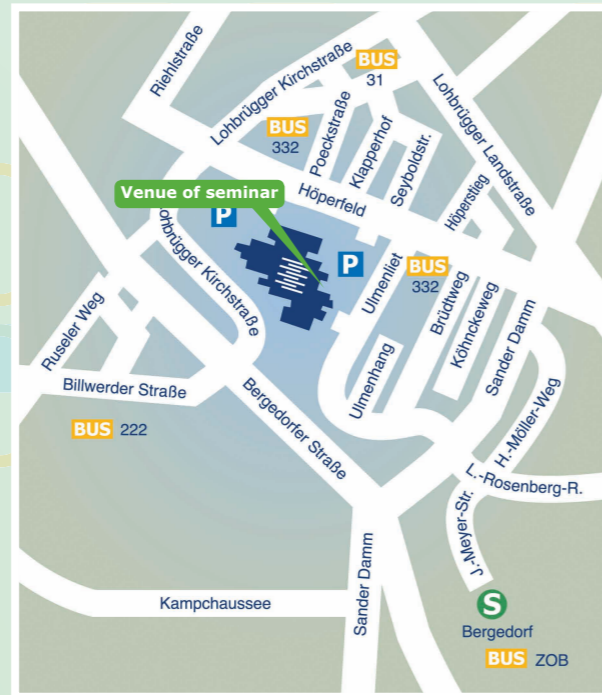 Riehlstraße
Lohbrügger Kirchstraße
BUS
31
Lohbrügger Landstraße
BUS
332
Poeckstraße
Klapperhof
Seyboldstr.
Venue of seminar
Höperfeld
Höperstieg
P
P
Lohbrügger Kirchstraße
Ulmenliet
BUS
332
Brüdtweg
Köhnckeweg
Sander Damm
Ruseler Weg
Billwerder Straße
BUS 222
Bergedorfer Straße
Ulmenhang
H.-Möller-Weg
L.-Rosenberg-R.
J.-Meyer-Str.
Sander Damm
Kampchaussee
S
Bergedorf
BUS ZOB